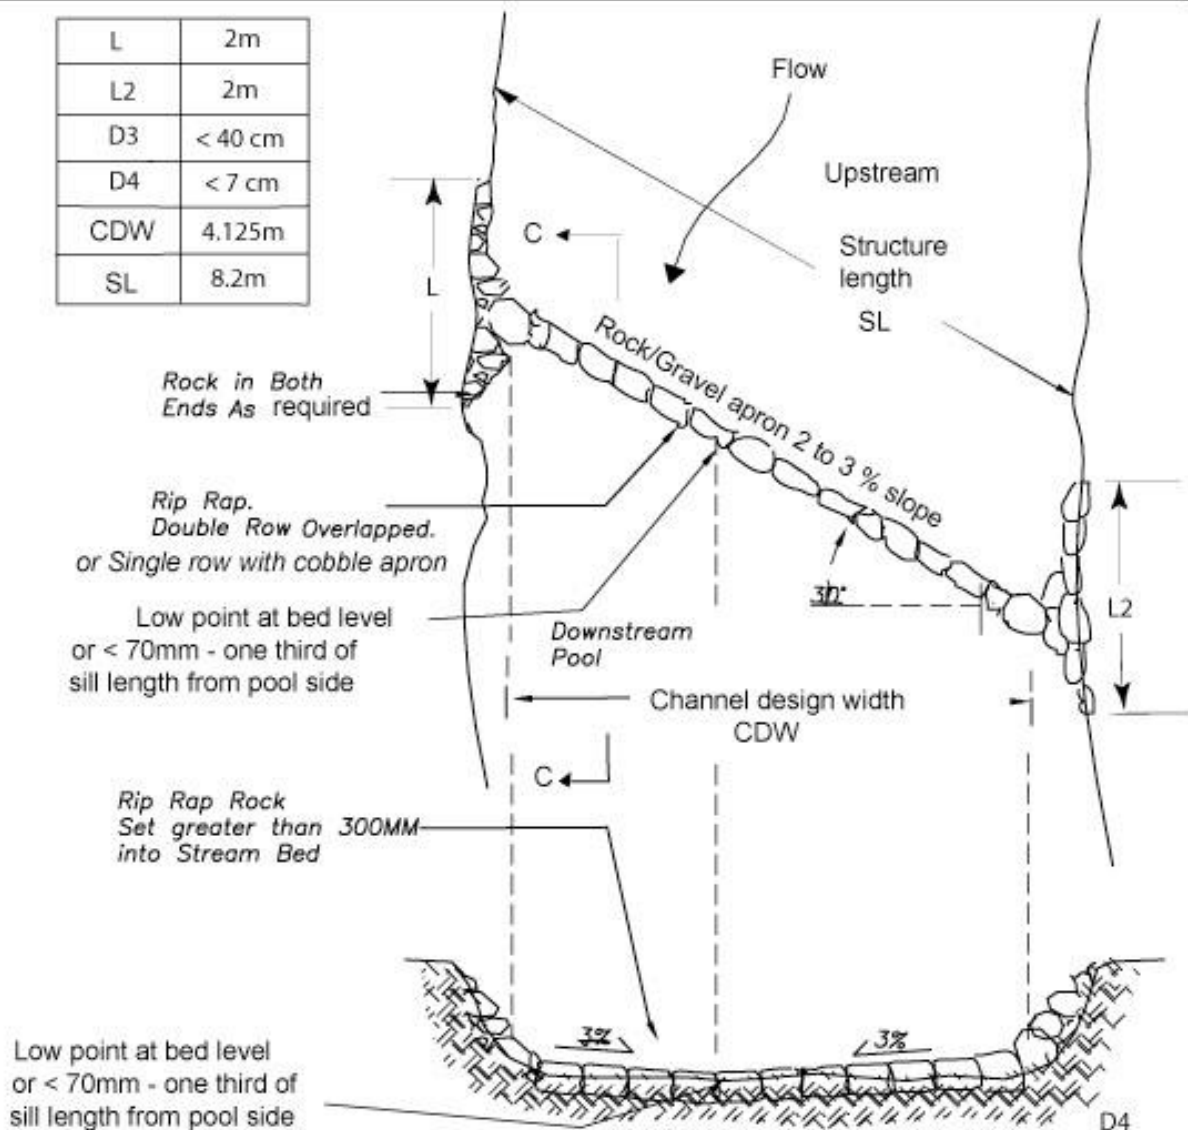 L 2m
L2 2m
D3 < 40 cm
D4 < 7 cm
CDW 4.125m
SL 8.2m
Flow
Upstream
C
Structure
length
SL
L
Rock/Gravel apron 2 to 3 % slope
Rock in Both
Ends As required
Rip Rap.
Double Row Overlapped.
or Single row with cobble apron
30°
L2
Low point at bed level
or < 70mm - one third of
sill length from pool side
Downstream
Pool
Channel design width
CDW
C
Rip Rap Rock
Set greater than 300MM
into Stream Bed
3%
3%
Low point at bed level
or < 70mm - one third of
sill length from pool side
D4